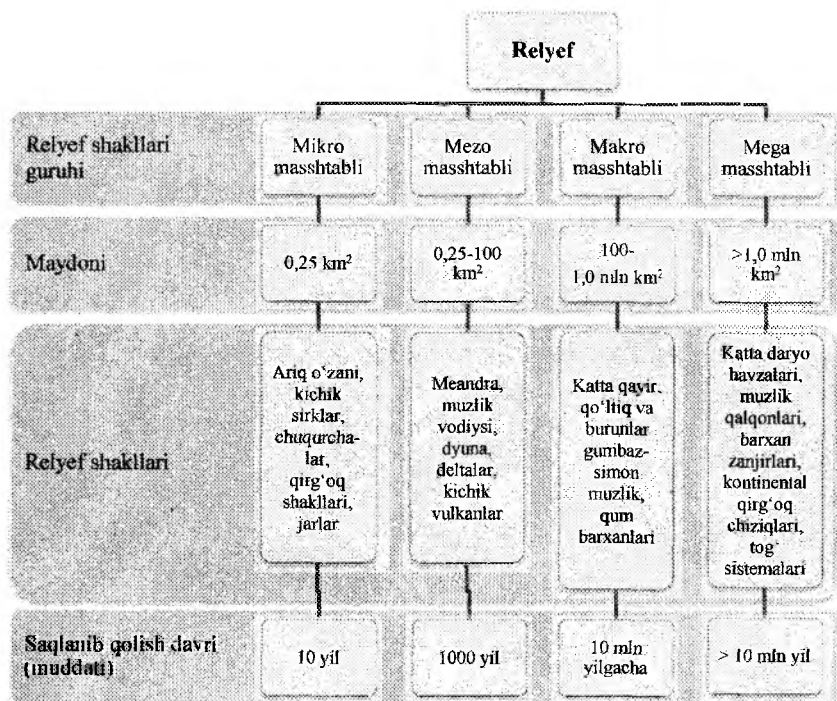 Relyef
Relyef shakllari
guruhi
Mikro
masshtabli
Mezo
masshtabli
Makro
masshtabli
Mega
masshtabli
Maydoni
0,25 km²
0,25-100
km²
100-
1,0 mln km²
>1,0 mln
km²
Relyef shakllari
Ariq o‘zani,
kichik
sirklar,
chuqurcha-
lar,
qirg‘oq
shakllari,
jarlar
Meandra,
muzlik
vodiysi,
dyuna,
deltalar,
kichik
vulkanlar
Katta qayir,
qo‘ltiq va
burunlar
gumbaz-
simon
muzlik,
qum
barxanlari
Katta daryo
havzalari,
muzlik
qalqonlari,
barxan
zanjirlari,
kontinental
qirg‘oq
chiziqlari,
tog‘
sistemalari
Saqlanib qolish davri
(muddati)
10 yil
1000 yil
10 mln
yilgacha
> 10 mln yil